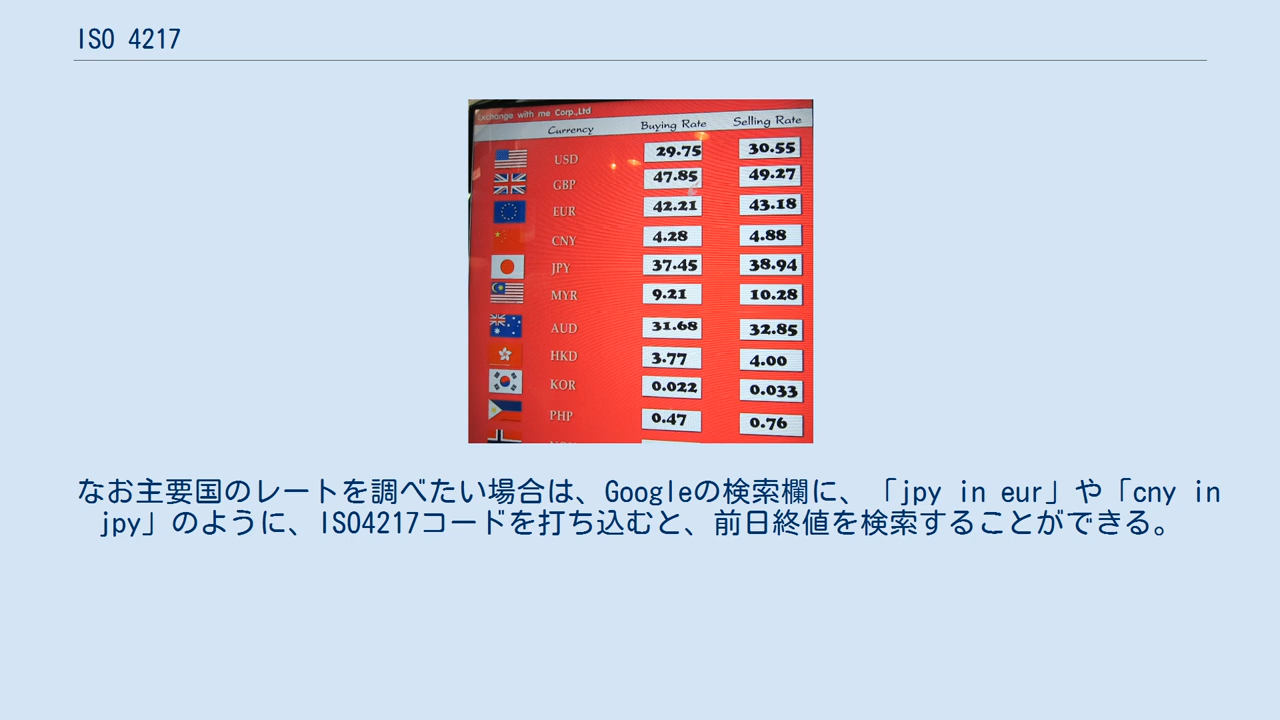 ISO 4217
Exchange with me Corp.,Ltd
Currency Buying Rate Selling Rate
USD 29.75 30.55
GBP 47.85 49.27
EUR 42.21 43.18
CNY 4.28 4.88
JPY 37.45 38.94
MYR 9.21 10.28
AUD 31.68 32.85
HKD 3.77 4.00
KOR 0.022 0.033
PHP 0.47 0.76
なお主要国のレートを調べたい場合は、Googleの検索欄に、「jpy in eur」や「cny in
jpy」のように、ISO4217コードを打ち込むと、前日終値を検索することができる。